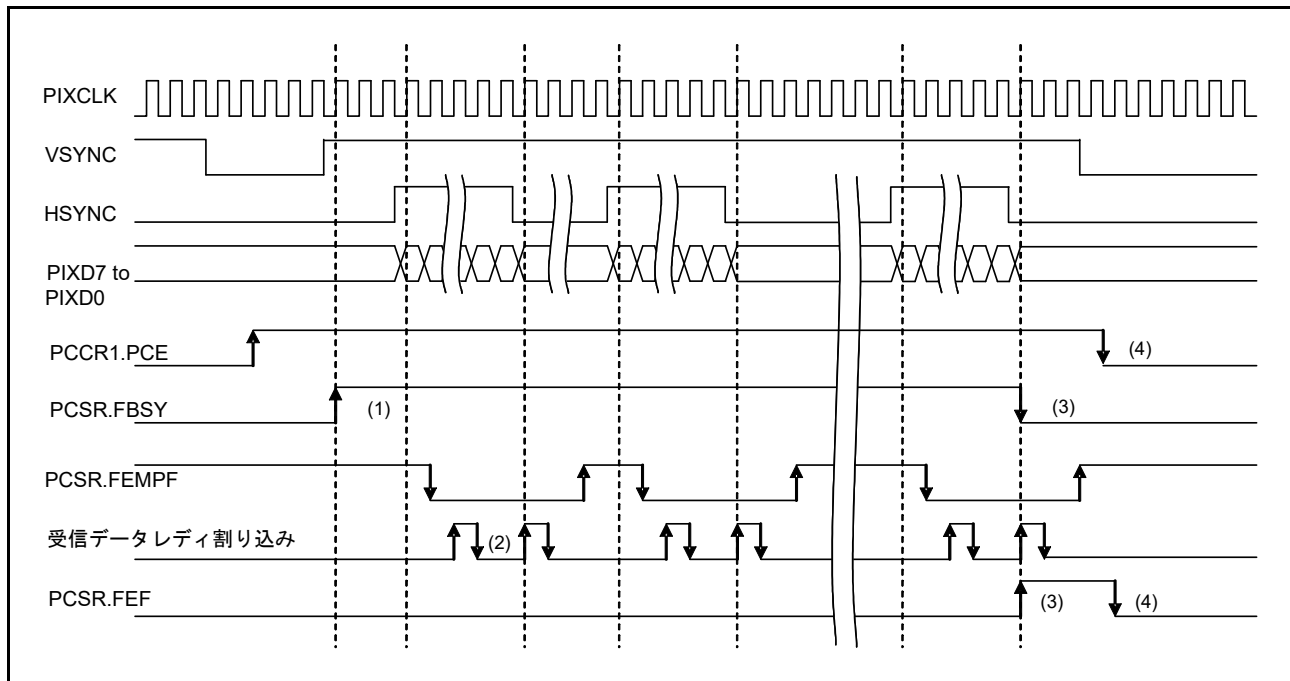 PIXCLK
VSYNC
HSYNC
PIXD7 to
PIXD0
PCCR1.PCE
(4)
PCSR.FBSY
(1)
(3)
PCSR.FEMPF
受信データレディ割り込み
(2)
PCSR.FEF
(3)
(4)